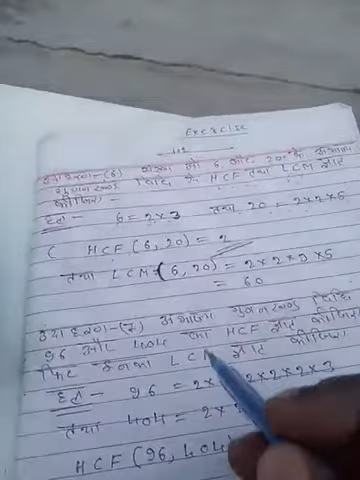 Exercise
उदाहरण-(6) संख्याओं 6 और 20 के अभाज्य
गुणनखण्ड विधि से HCF तथा LCM ज्ञात
कीजिए-
हल- 6 = 2×3 तथा 20 = 2×2×5
HCF (6, 20) = 2
तथा LCM (6, 20) = 2×2×3×5
= 60
उदाहरण-(7) अभाज्य गुणनखण्ड विधि
96 और 404 का HCF ज्ञात कीजिए
फिर इनका LCM ज्ञात कीजिए
हल- 96 = 2×2×2×2×3
तथा 404 = 2×2
HCF (96, 404)